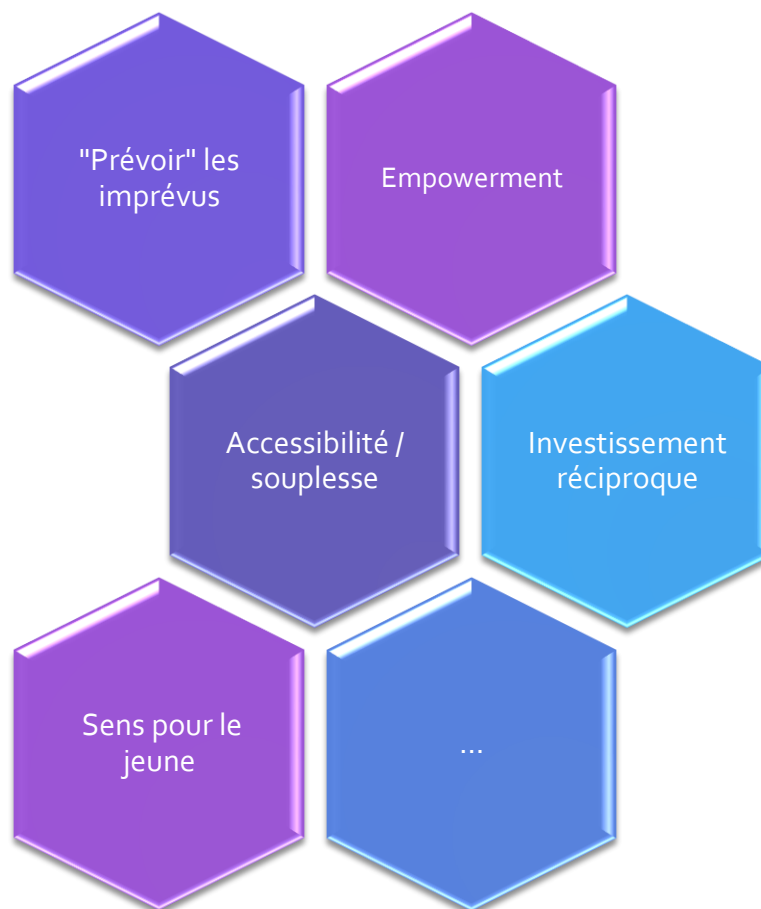 "Prévoir" les
imprévus
Empowerment
Accessibilité /
souplesse
Investissement
réciproque
Sens pour le
jeune
...